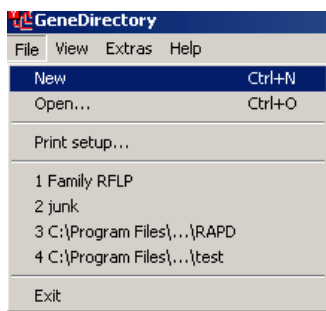 GeneDirectory
File View Extras Help
New Ctrl+N
Open... Ctrl+O
Print setup...
1 Family RFLP
2 junk
3 C:\Program Files\...\RAPD
4 C:\Program Files\...\test
Exit